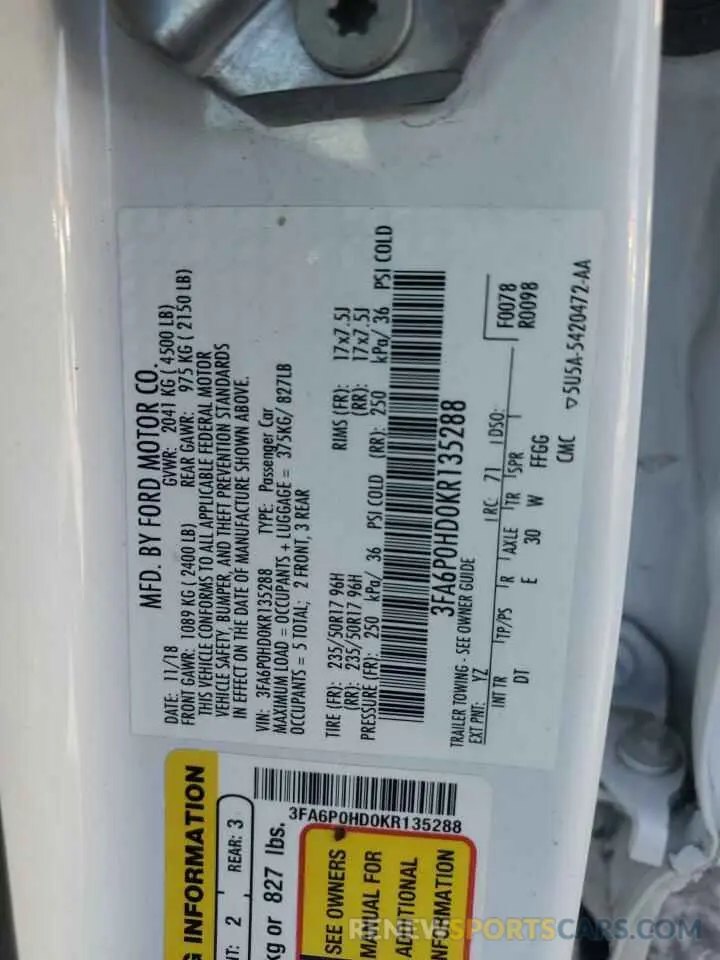 MFD. BY FORD MOTOR CO.
DATE: 11/18 GVWR: 2041 KG ( 4500 LB)
FRONT GAWR: 1089 KG (2400 LB) REAR GAWR: 975 KG ( 2150 LB)
THIS VEHICLE CONFORMS TO ALL APPLICABLE FEDERAL MOTOR
VEHICLE SAFETY, BUMPER, AND THEFT PREVENTION STANDARDS
IN EFFECT ON THE DATE OF MANUFACTURE SHOWN ABOVE.
VIN: 3FA6P0HD0KR135288 TYPE: Passenger Car
MAXIMUM LOAD = OCCUPANTS + LUGGAGE = 375KG/ 827LB
OCCUPANTS = 5 TOTAL; 2 FRONT, 3 REAR
TIRE (FR): 235/50R17 96H RIMS (FR): 17x7.5J
(RR): 235/50R17 96H (RR): 17x7.5J
PRESSURE (FR): 250 kPa/ 36 PSI COLD (RR): 250 kPa/ 36 PSI COLD
3FA6P0HD0KR135288
TRAILER TOWING - SEE OWNER GUIDE F0078
EXT PNT: YZ RC: 71 DSO: R0098
INT TR TP/PS R AXLE TR SPR
DT E 30 W FFGG
CMC 5U5A-5420472-AA
3FA6P0HD0KR135288
G INFORMATION
NT: 2 REAR: 3
kg or 827 lbs.
SEE OWNERS
MANUAL FOR
ADDITIONAL
INFORMATION
RENEWSPORTSCAR.COM